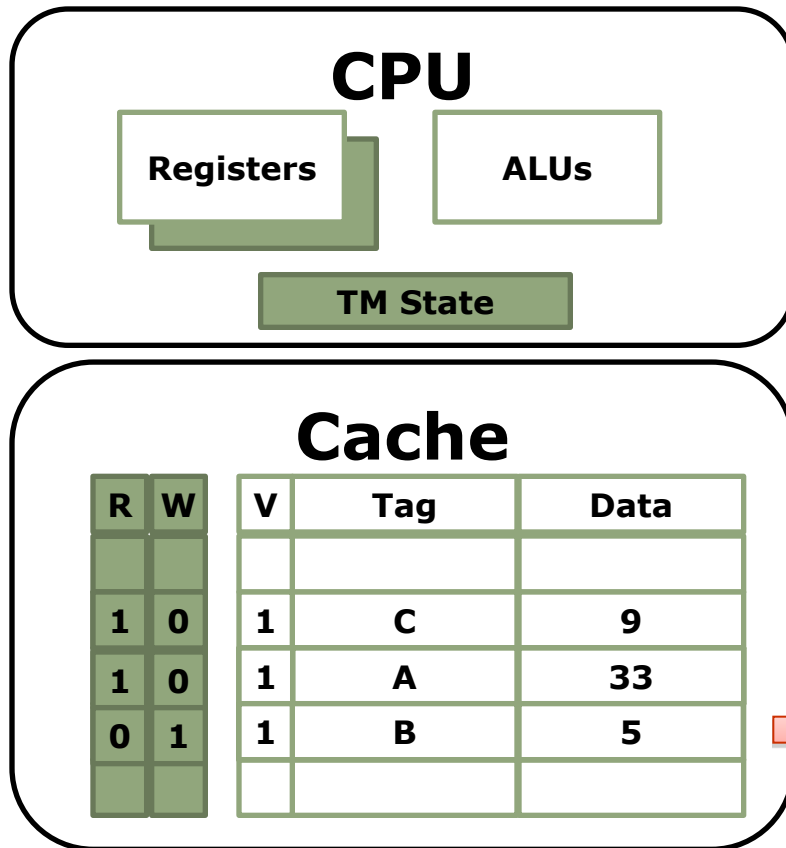 CPU
Registers ALUs
TM State
Cache
R W V Tag Data
1 0 1 C 9
1 0 1 A 33
0 1 1 B 5